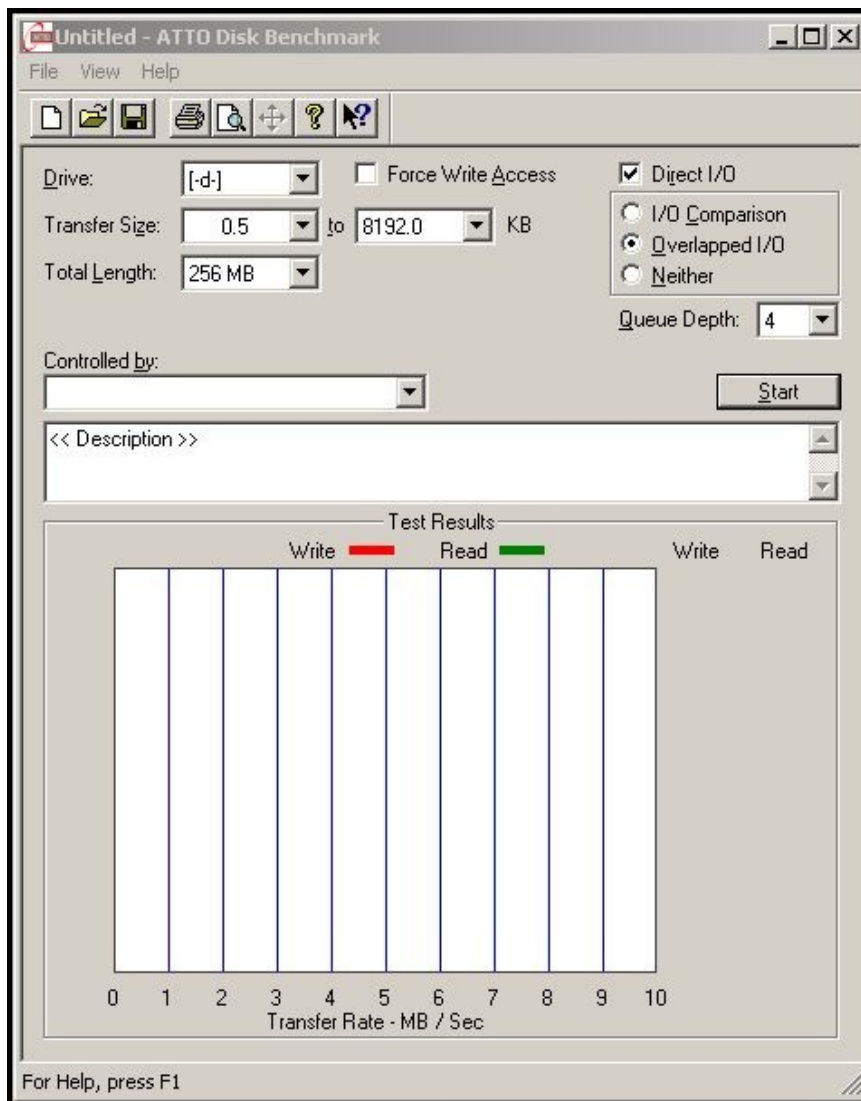 Untitled - ATTO Disk Benchmark
File View Help
Drive: [-d-] Force Write Access Direct I/O
I/O Comparison
Transfer Size: 0.5 to 8192.0 KB
Overlapped I/O
Total Length: 256 MB
Neither
Queue Depth: 4
Controlled by:
Start
<< Description >>
Test Results
Write Read Write Read
0 1 2 3 4 5 6 7 8 9 10
Transfer Rate - MB / Sec
For Help, press F1